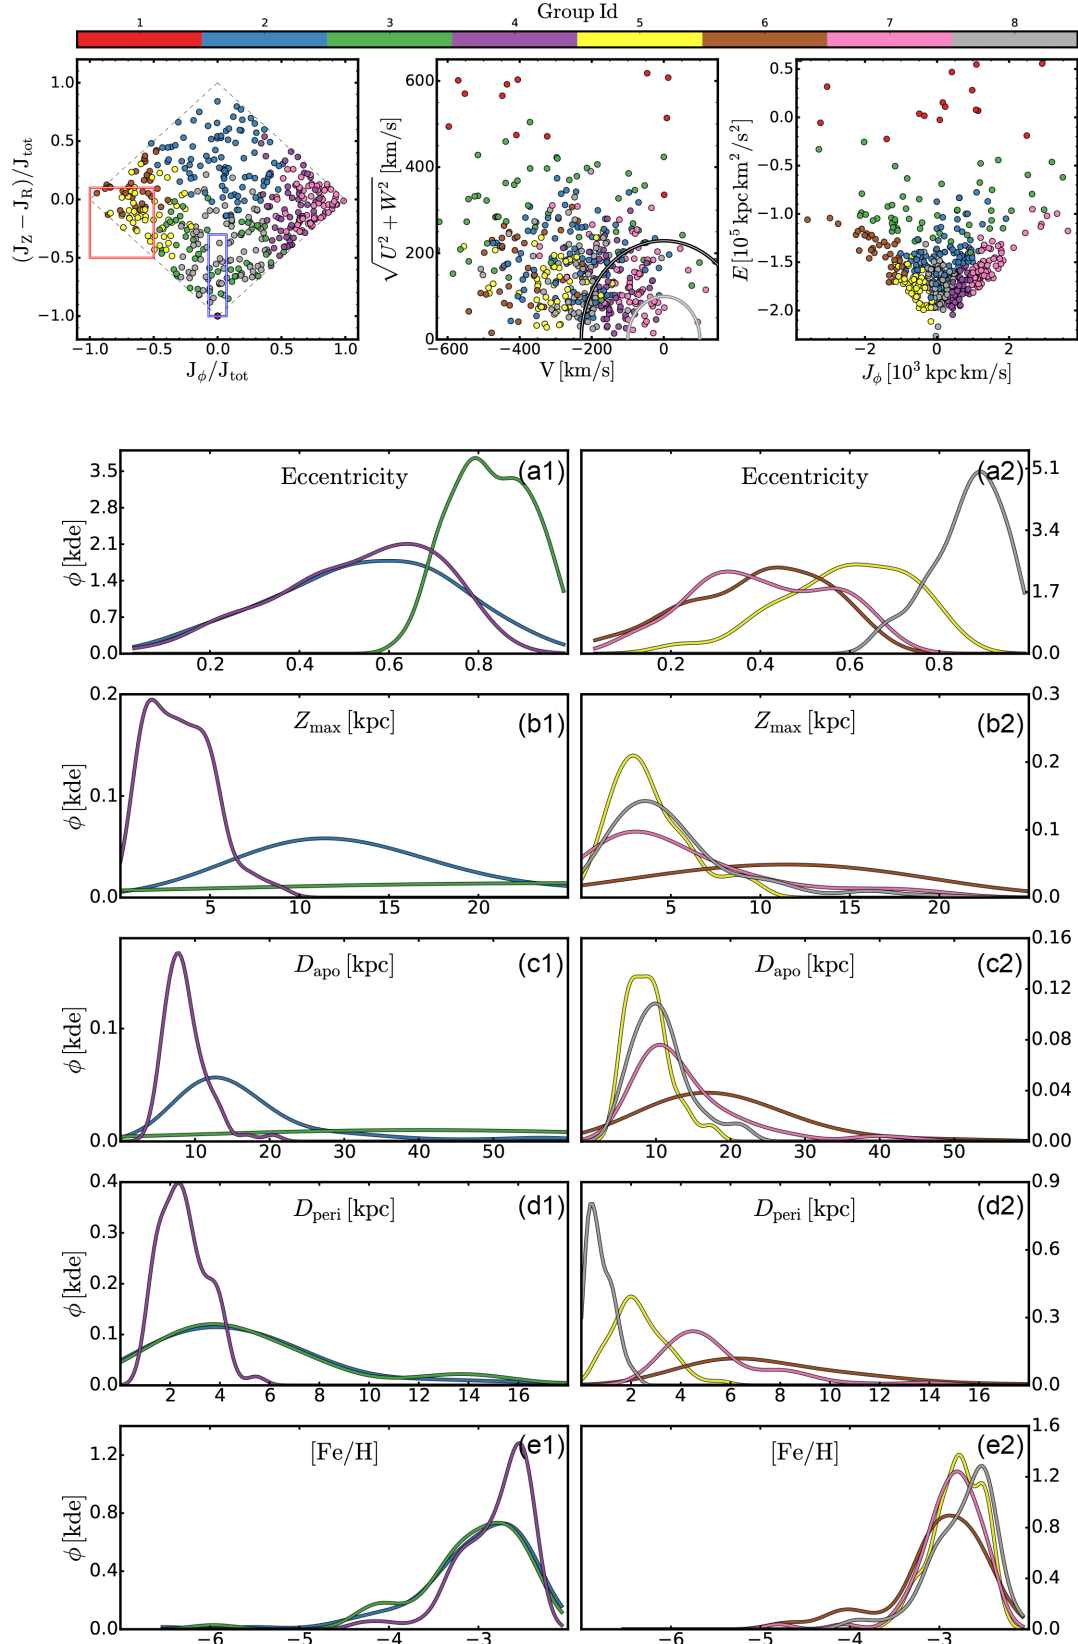 Group Id
1 2 3 4 5 6 7 8
(J_Z − J_R)/J_tot
1.0
0.5
0.0
−0.5
−1.0
−1.0 −0.5 0.0 0.5 1.0
J_ϕ/J_tot
√U² + W² [km/s]
600
400
200
0
−600 −400 −200 0
V [km/s]
E [10⁵ kpc km²/s²]
0.5
0.0
−0.5
−1.0
−1.5
−2.0
−2 0 2
J_ϕ [10³ kpc km/s]
Eccentricity (a1)
ϕ [kde]
3.5
2.8
2.1
1.4
0.7
0.0
0.2 0.4 0.6 0.8
Eccentricity (a2)
5.1
3.4
1.7
0.0
0.2 0.4 0.6 0.8
Z_max [kpc] (b1)
ϕ [kde]
0.2
0.1
0.0
5 10 15 20
Z_max [kpc] (b2)
0.3
0.2
0.1
0.0
5 10 15 20
D_apo [kpc] (c1)
ϕ [kde]
0.1
0.0
10 20 30 40 50
D_apo [kpc] (c2)
0.16
0.12
0.08
0.04
0.00
10 20 30 40 50
D_peri [kpc] (d1)
ϕ [kde]
0.4
0.3
0.2
0.1
0.0
2 4 6 8 10 12 14 16
D_peri [kpc] (d2)
0.9
0.6
0.3
0.0
2 4 6 8 10 12 14 16
[Fe/H] (e1)
ϕ [kde]
1.2
0.8
0.4
0.0
−6 −5 −4 −3
[Fe/H] (e2)
1.6
1.2
0.8
0.4
0.0
−6 −5 −4 −3